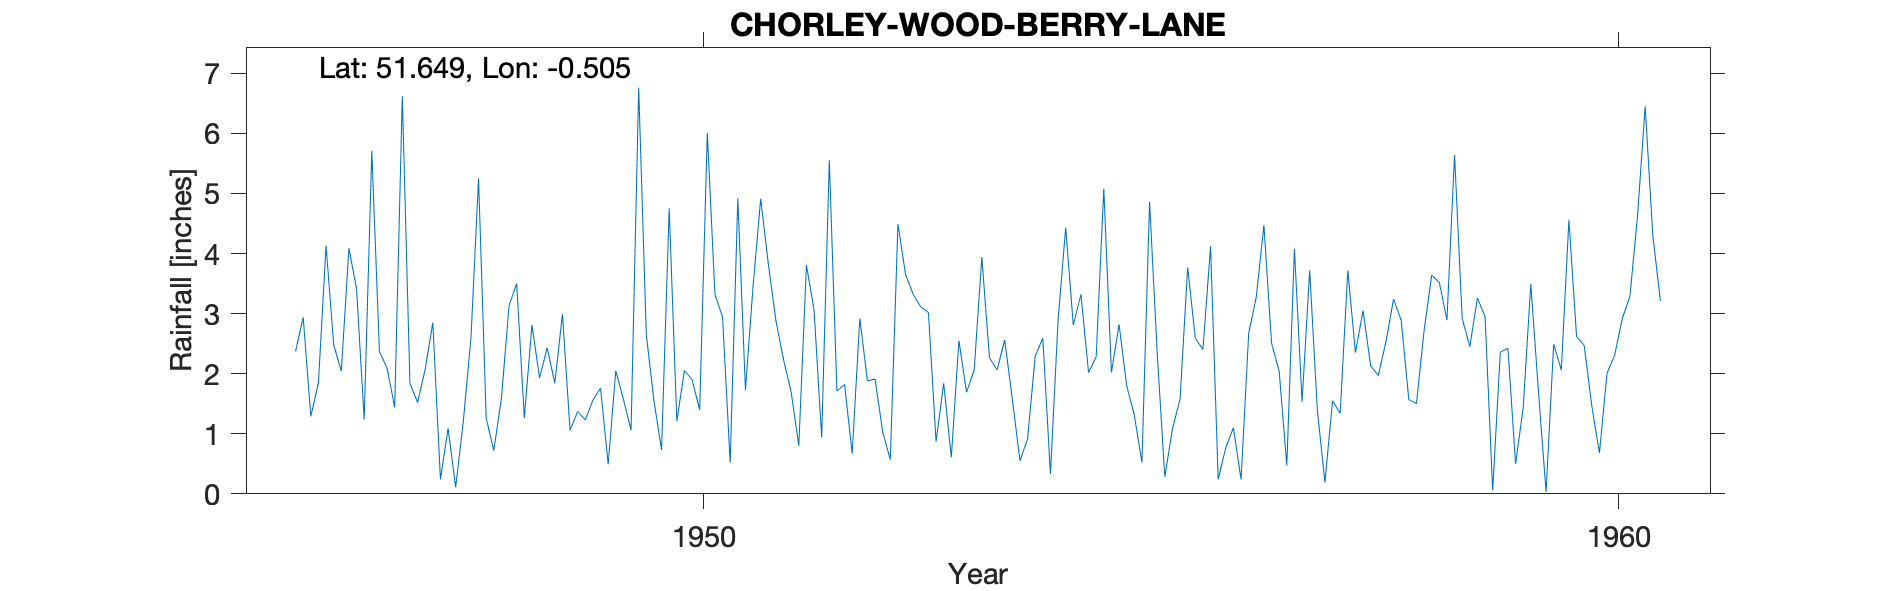 CHORLEY-WOOD-BERRY-LANE
Lat: 51.649, Lon: -0.505
7
6
5
4
3
2
1
0
Rainfall [inches]
1950
1960
Year